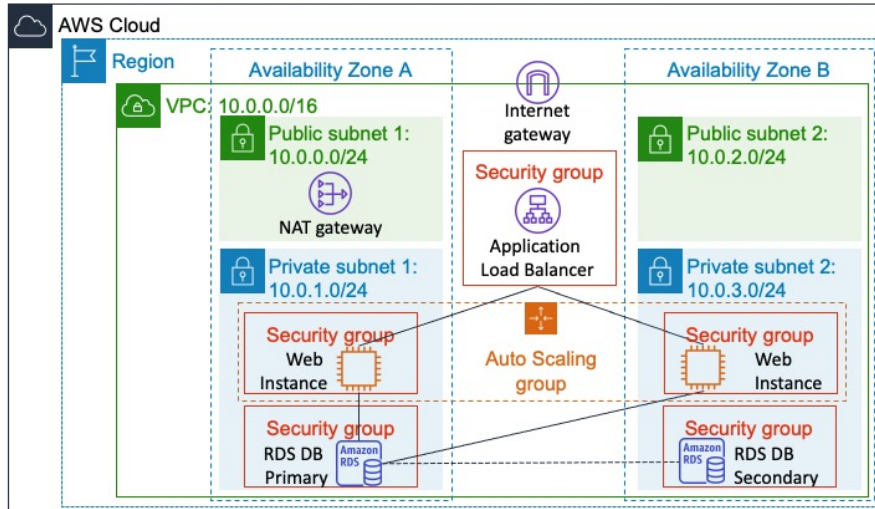 AWS Cloud
Region
Availability Zone A
Availability Zone B
Internet
gateway
VPC: 10.0.0.0/16
Public subnet 1:
10.0.0.0/24
NAT gateway
Public subnet 2:
10.0.2.0/24
Security group
Application
Load Balancer
Private subnet 1:
10.0.1.0/24
Private subnet 2:
10.0.3.0/24
Security group
Web
Instance
Auto Scaling
group
Security group
Web
Instance
Security group
RDS DB
Primary
Amazon
RDS
Security group
Amazon
RDS
RDS DB
Secondary